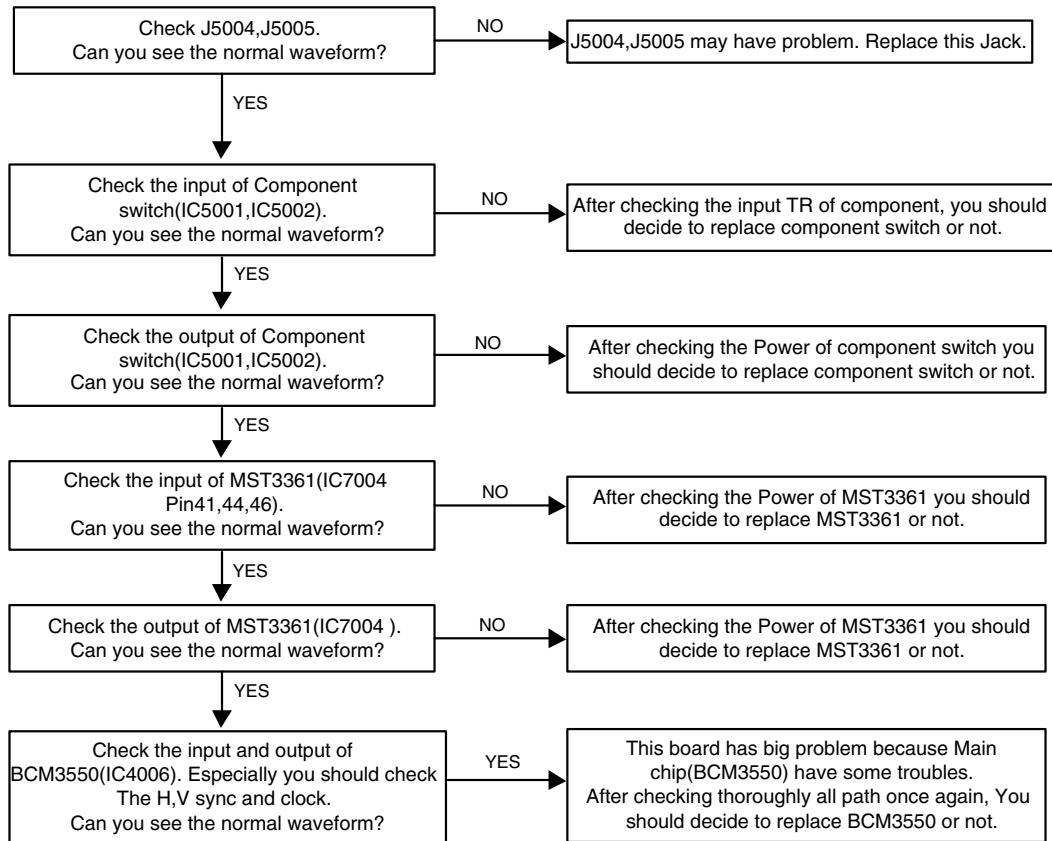 Check J5004,J5005.
Can you see the normal waveform?
NO
J5004,J5005 may have problem. Replace this Jack.
YES
Check the input of Component
switch(IC5001,IC5002).
Can you see the normal waveform?
NO
After checking the input TR of component, you should
decide to replace component switch or not.
YES
Check the output of Component
switch(IC5001,IC5002).
Can you see the normal waveform?
NO
After checking the Power of component switch you
should decide to replace component switch or not.
YES
Check the input of MST3361(IC7004
Pin41,44,46).
Can you see the normal waveform?
NO
After checking the Power of MST3361 you should
decide to replace MST3361 or not.
YES
Check the output of MST3361(IC7004 ).
Can you see the normal waveform?
NO
After checking the Power of MST3361 you should
decide to replace MST3361 or not.
YES
Check the input and output of
BCM3550(IC4006). Especially you should check
The H,V sync and clock.
Can you see the normal waveform?
YES
This board has big problem because Main
chip(BCM3550) have some troubles.
After checking thoroughly all path once again, You
should decide to replace BCM3550 or not.